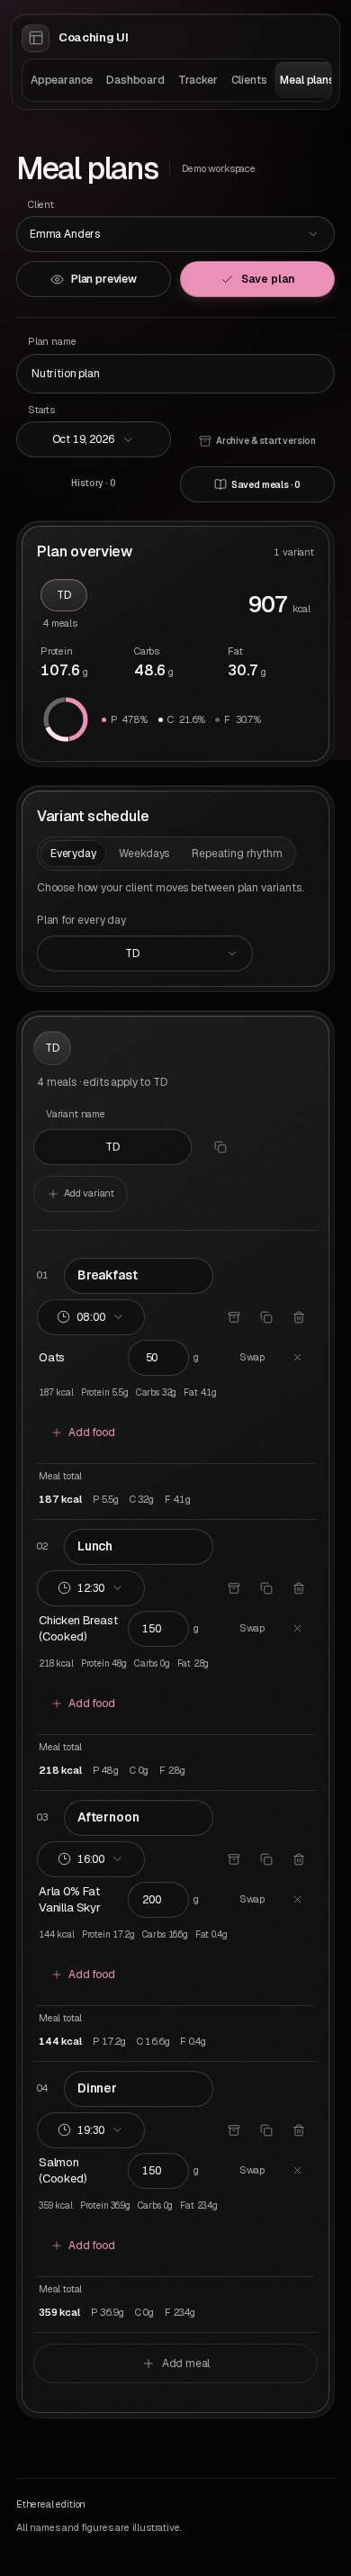 Coaching UI
Appearance Dashboard Tracker Clients Meal plans
Meal plans Demo workspace
Client
Emma Anders
Plan preview Save plan
Plan name
Nutrition plan
Starts
Oct 19, 2026 Archive & start version
History · 0 Saved meals · 0
Plan overview 1 variant
TD
4 meals
907 kcal
Protein Carbs Fat
107.6 g 48.6 g 30.7 g
P 47.8% C 21.6% F 30.7%
Variant schedule
Everyday Weekdays Repeating rhythm
Choose how your client moves between plan variants.
Plan for every day
TD
TD
4 meals · edits apply to TD
Variant name
TD
Add variant
01 Breakfast
08:00
Oats 50 g Swap
187 kcal Protein 5.5g Carbs 32g Fat 4.1g
Add food
Meal total
187 kcal P 5.5g C 32g F 4.1g
02 Lunch
12:30
Chicken Breast
(Cooked) 150 g Swap
218 kcal Protein 48g Carbs 0g Fat 2.8g
Add food
Meal total
218 kcal P 48g C 0g F 2.8g
03 Afternoon
16:00
Arla 0% Fat
Vanilla Skyr 200 g Swap
144 kcal Protein 17.2g Carbs 16.6g Fat 0.4g
Add food
Meal total
144 kcal P 17.2g C 16.6g F 0.4g
04 Dinner
19:30
Salmon
(Cooked) 150 g Swap
359 kcal Protein 36.9g Carbs 0g Fat 23.4g
Add food
Meal total
359 kcal P 36.9g C 0g F 23.4g
Add meal
Ethereal edition
All names and figures are illustrative.